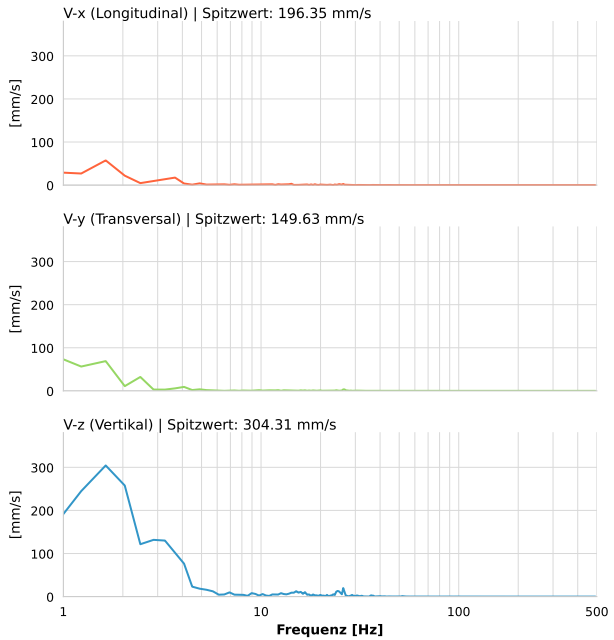 V-x (Longitudinal) | Spitzwert: 196.35 mm/s
[mm/s]
300
200
100
0
V-y (Transversal) | Spitzwert: 149.63 mm/s
[mm/s]
300
200
100
0
V-z (Vertikal) | Spitzwert: 304.31 mm/s
[mm/s]
300
200
100
0
1 10 100 500
Frequenz [Hz]